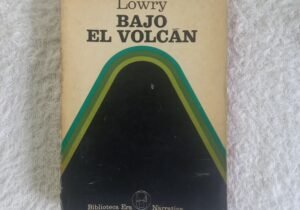 Lowry
BAJO
EL VOLCÁN
Biblioteca Era Narrativa